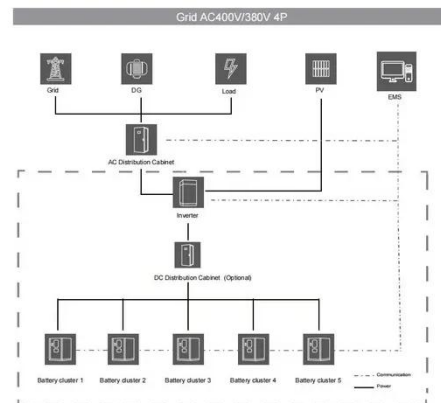 Grid AC400V/380V 4P
Grid
DG
Load
PV
EMS
AC Distribution Cabinet
Inverter
DC Distribution Cabinet (Optional)
Battery cluster 1
Battery cluster 2
Battery cluster 3
Battery cluster 4
Battery cluster 5
Communication
Power